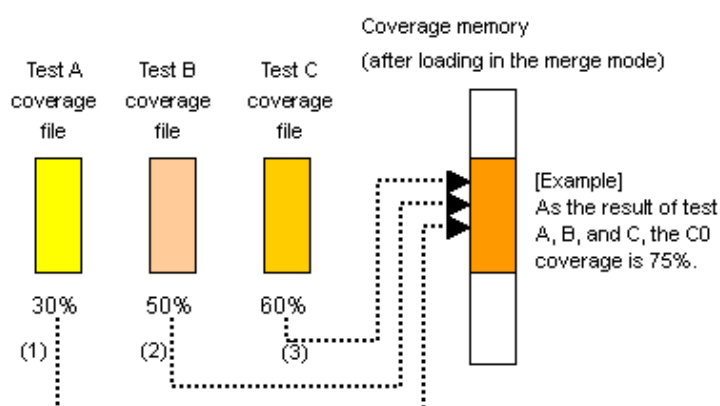 Coverage memory
(after loading in the merge mode)
Test A
coverage
file
Test B
coverage
file
Test C
coverage
file
[Example]
As the result of test
A, B, and C, the C0
coverage is 75%.
30%
50%
60%
(1)
(2)
(3)